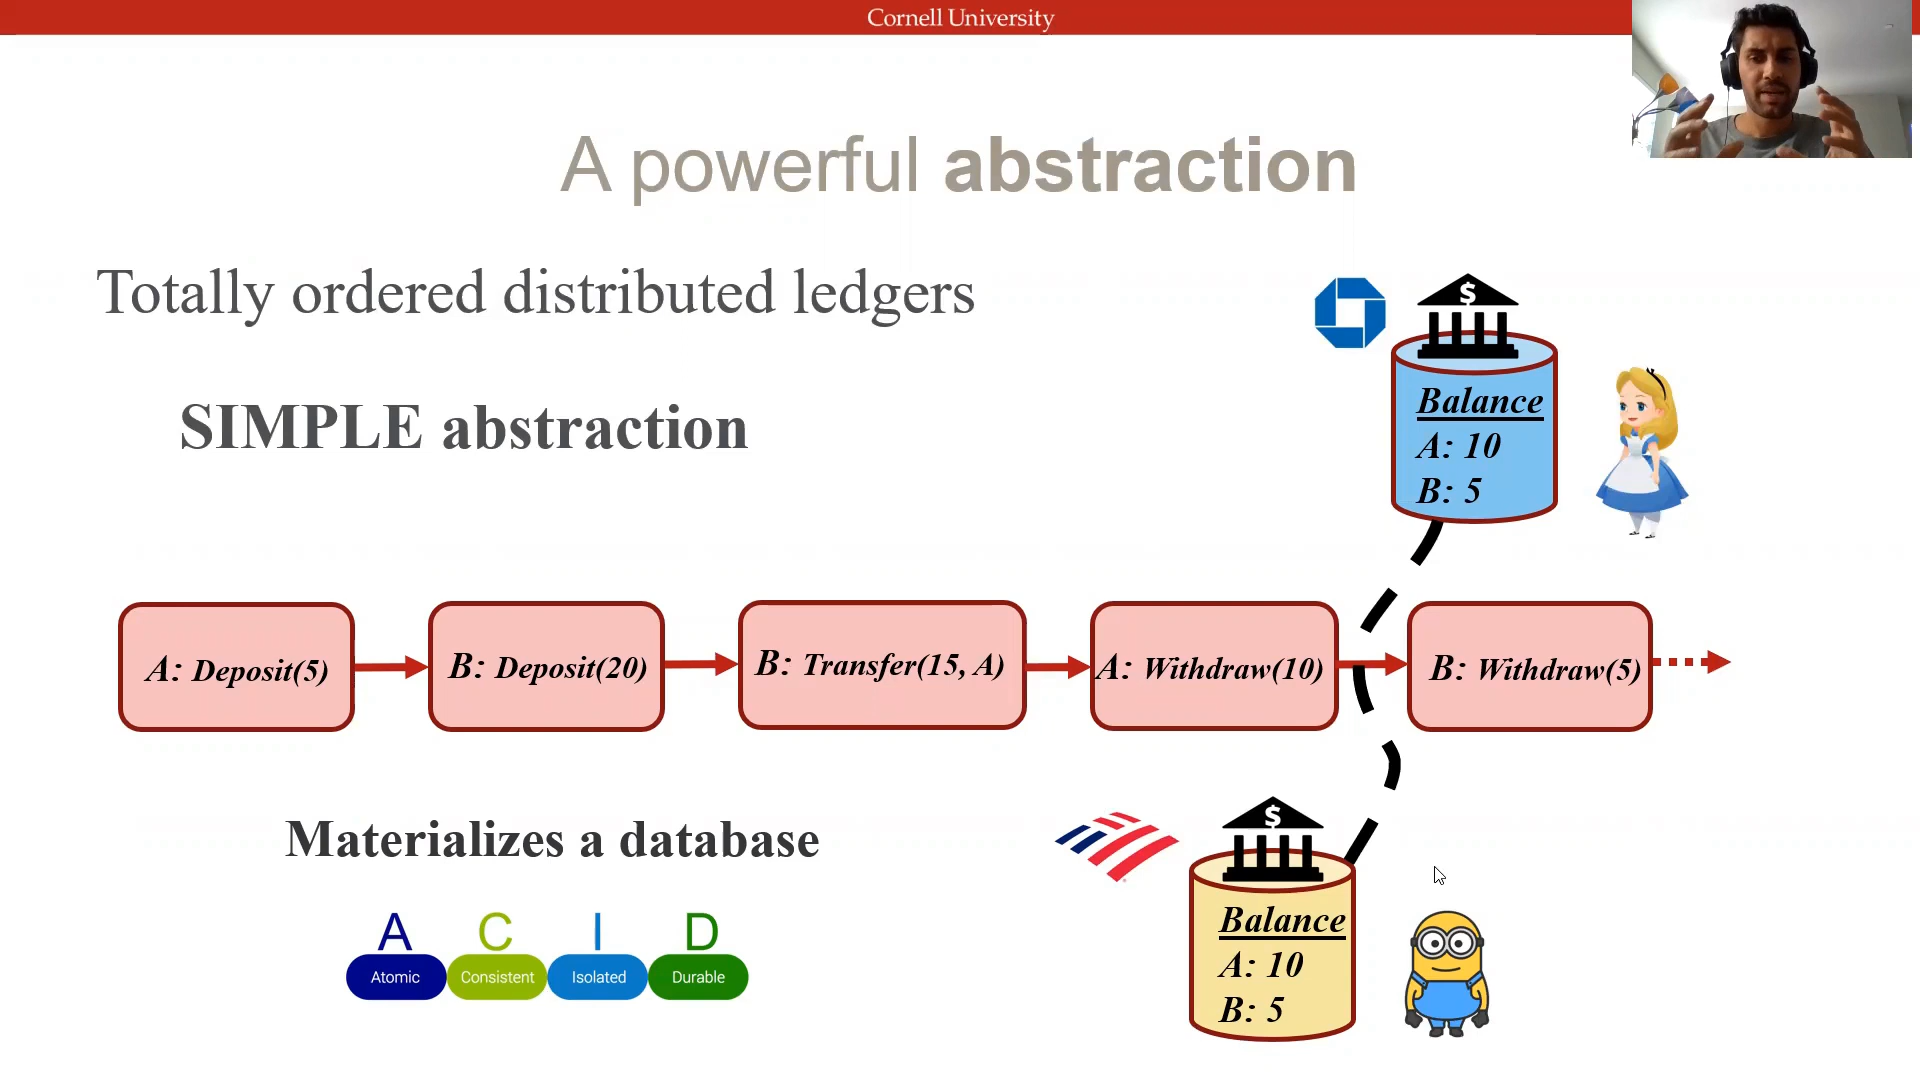 Cornell University
A powerful abstraction
Totally ordered distributed ledgers
SIMPLE abstraction
$
Balance
A: 10
B: 5
A: Deposit(5)
B: Deposit(20)
B: Transfer(15, A)
A: Withdraw(10)
B: Withdraw(5)
Materializes a database
A C I D
Atomic Consistent Isolated Durable
$
Balance
A: 10
B: 5